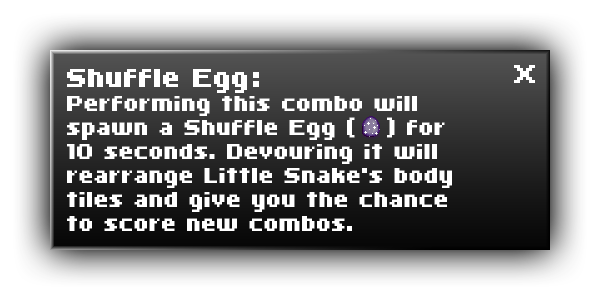 Shuffle Egg:
X
Performing this combo will
spawn a Shuffle Egg ( ) for
10 seconds. Devouring it will
rearrange Little Snake's body
tiles and give you the chance
to score new combos.